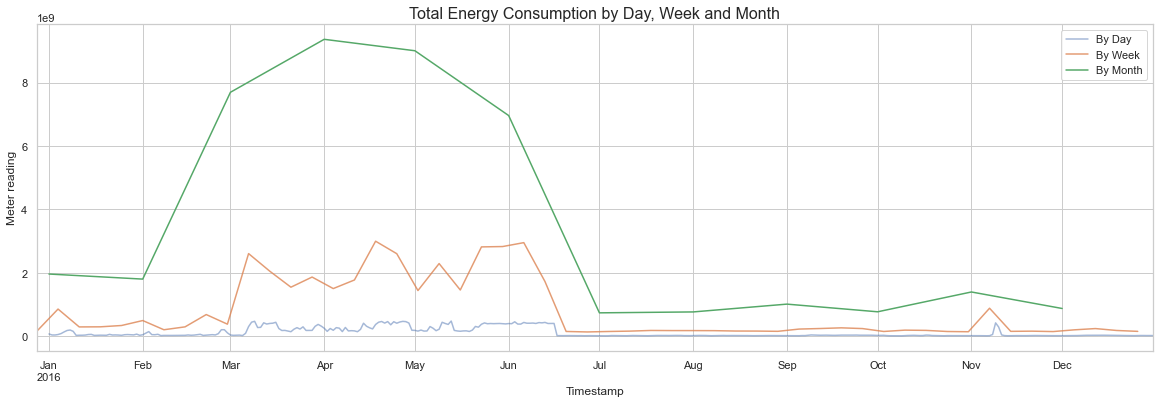 Total Energy Consumption by Day, Week and Month
1e9
By Day
By Week
By Month
8
6
4
2
0
Meter reading
Jan Feb Mar Apr May Jun Jul Aug Sep Oct Nov Dec
2016
Timestamp